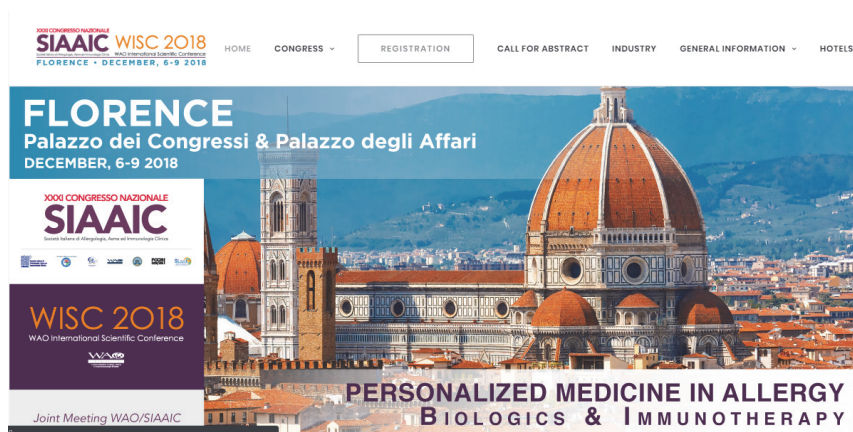 XXXI CONGRESSO NAZIONALE
SIAAIC WISC 2018
WAO International Scientific Conference
FLORENCE • DECEMBER, 6-9 2018
HOME CONGRESS REGISTRATION CALL FOR ABSTRACT INDUSTRY GENERAL INFORMATION HOTELS
FLORENCE
Palazzo dei Congressi & Palazzo degli Affari
DECEMBER, 6-9 2018
XXXI CONGRESSO NAZIONALE
SIAAIC
Società Italiana di Allergologia, Asma ed Immunologia Clinica
WISC 2018
WAO International Scientific Conference
WAO
Joint Meeting WAO/SIAAIC
PERSONALIZED MEDICINE IN ALLERGY
BIOLOGICS & IMMUNOTHERAPY